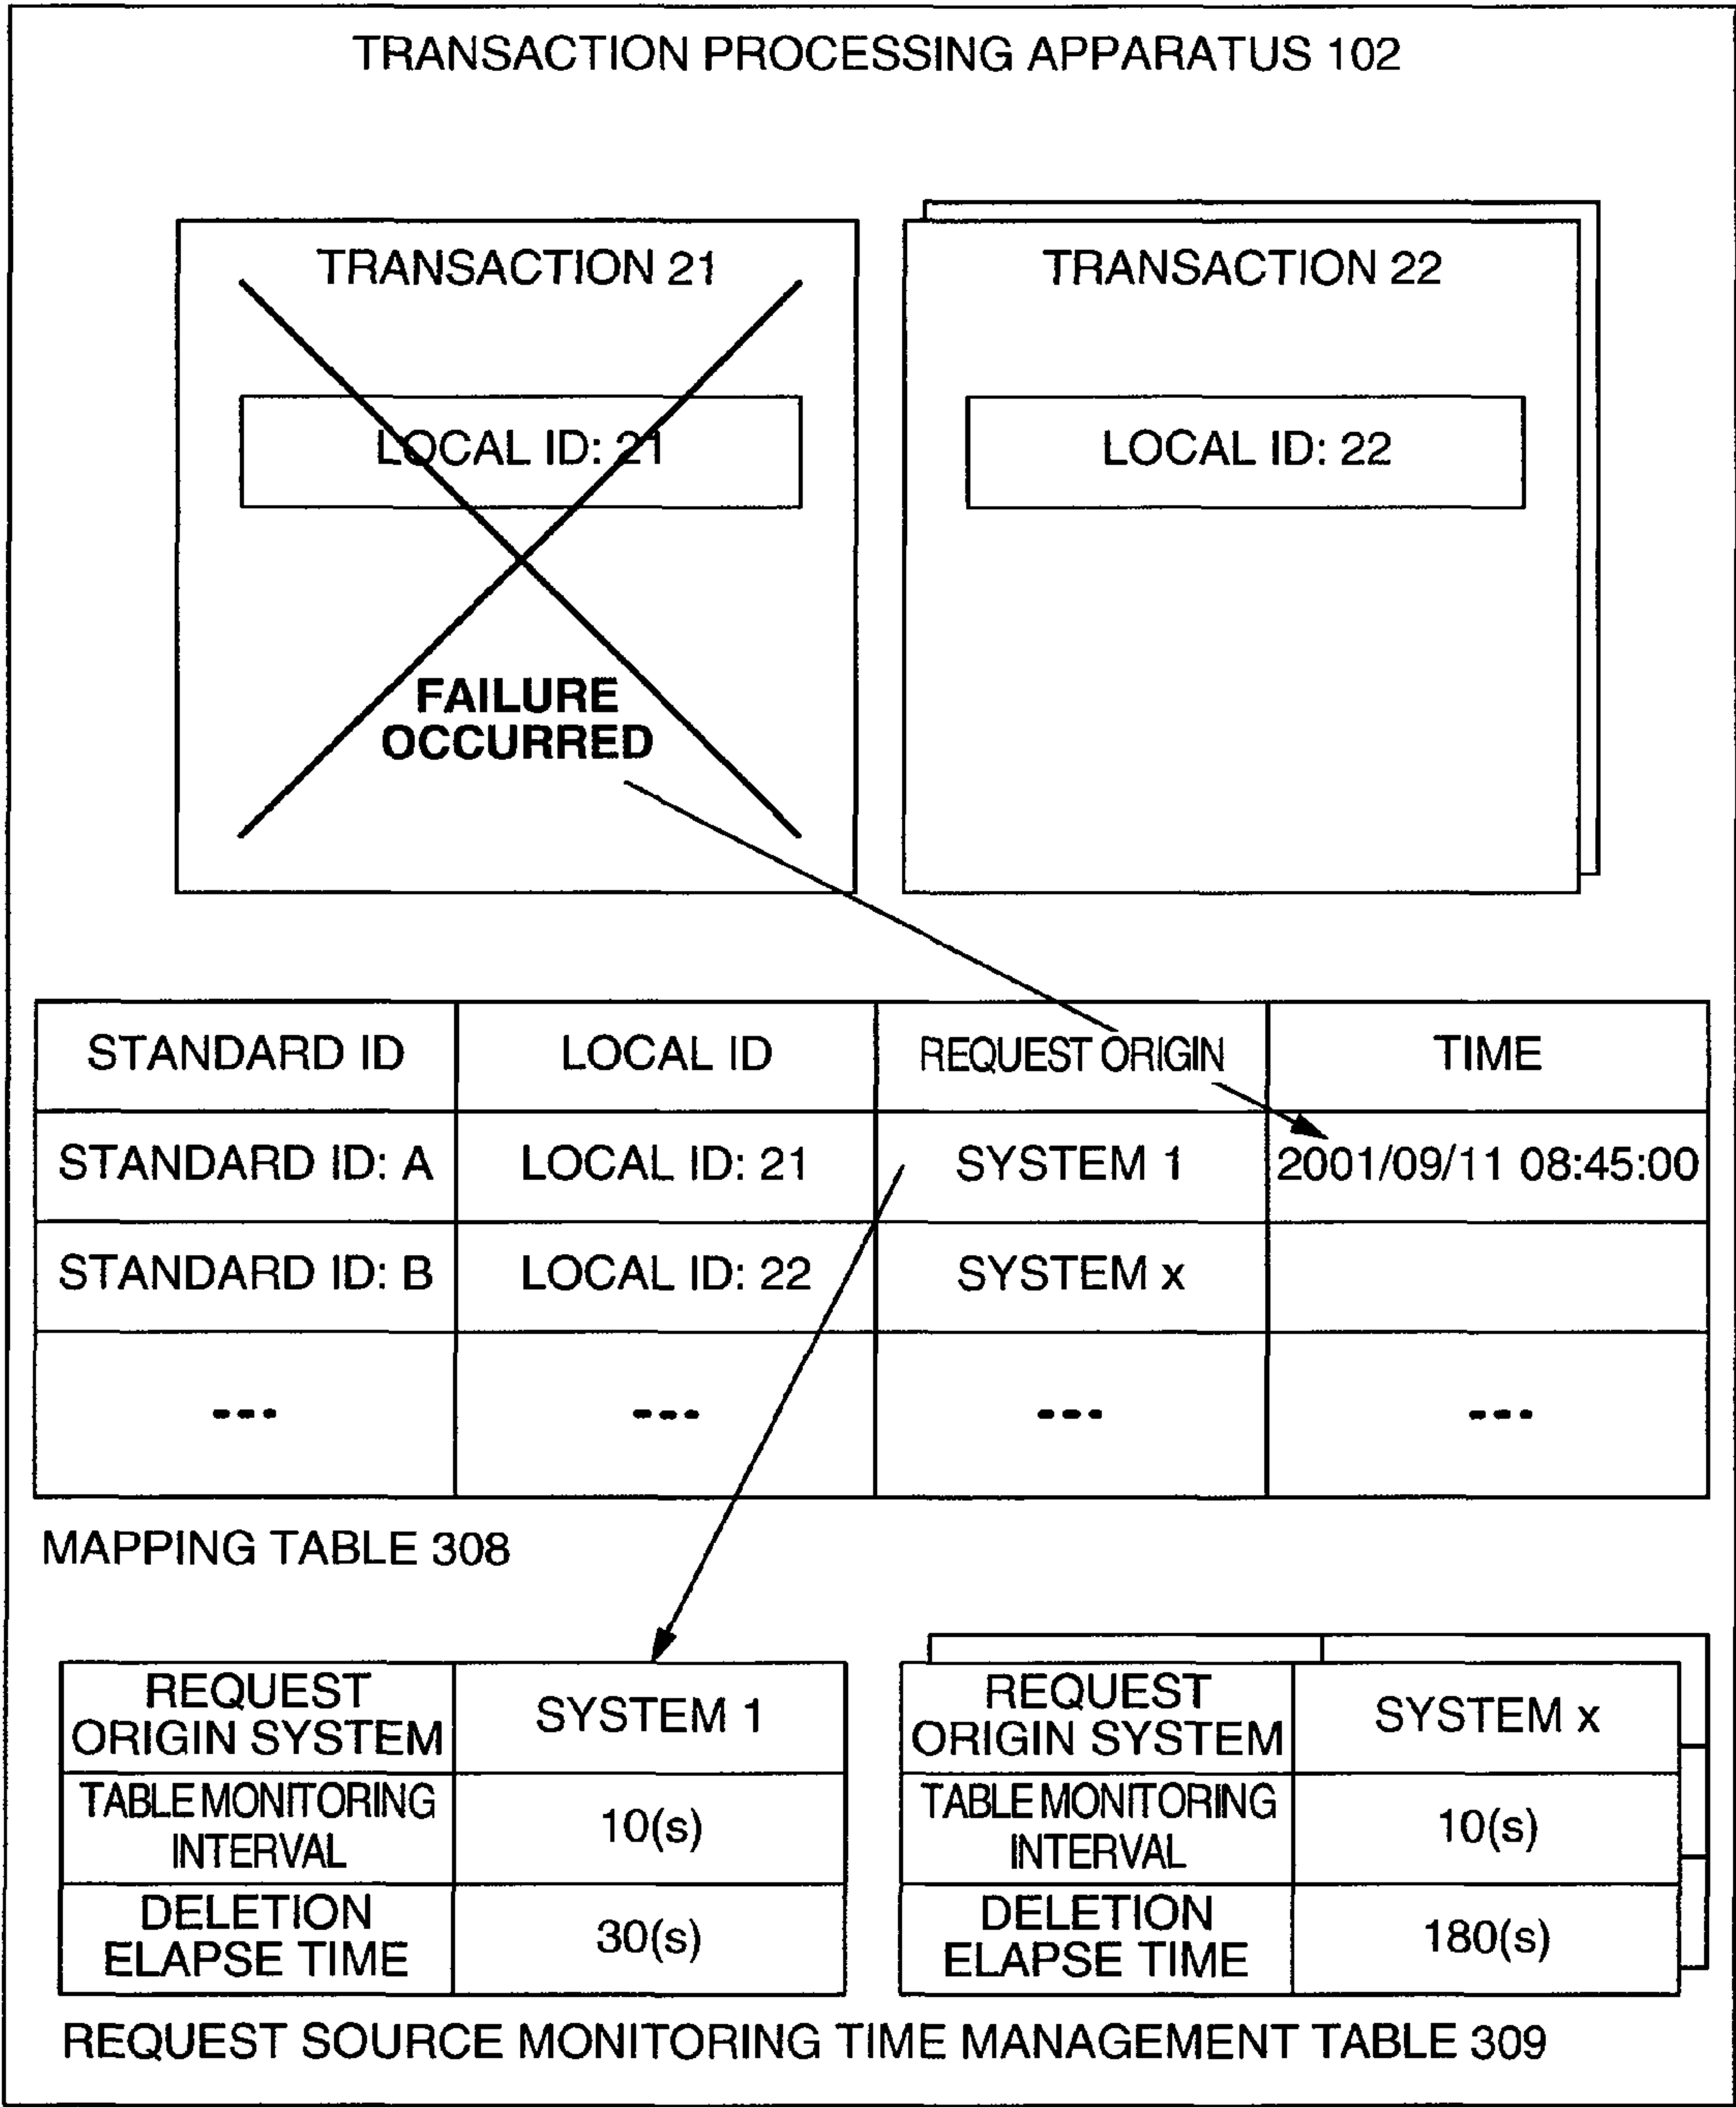 TRANSACTION PROCESSING APPARATUS 102
TRANSACTION 21
LOCAL ID: 21
FAILURE
OCCURRED
TRANSACTION 22
LOCAL ID: 22
STANDARD ID LOCAL ID REQUEST ORIGIN TIME
STANDARD ID: A LOCAL ID: 21 SYSTEM 1 2001/09/11 08:45:00
STANDARD ID: B LOCAL ID: 22 SYSTEM x
--- --- --- ---
MAPPING TABLE 308
REQUEST
ORIGIN SYSTEM
SYSTEM 1
TABLE MONITORING
INTERVAL
10(s)
DELETION
ELAPSE TIME
30(s)
REQUEST
ORIGIN SYSTEM
SYSTEM x
TABLE MONITORING
INTERVAL
10(s)
DELETION
ELAPSE TIME
180(s)
REQUEST SOURCE MONITORING TIME MANAGEMENT TABLE 309